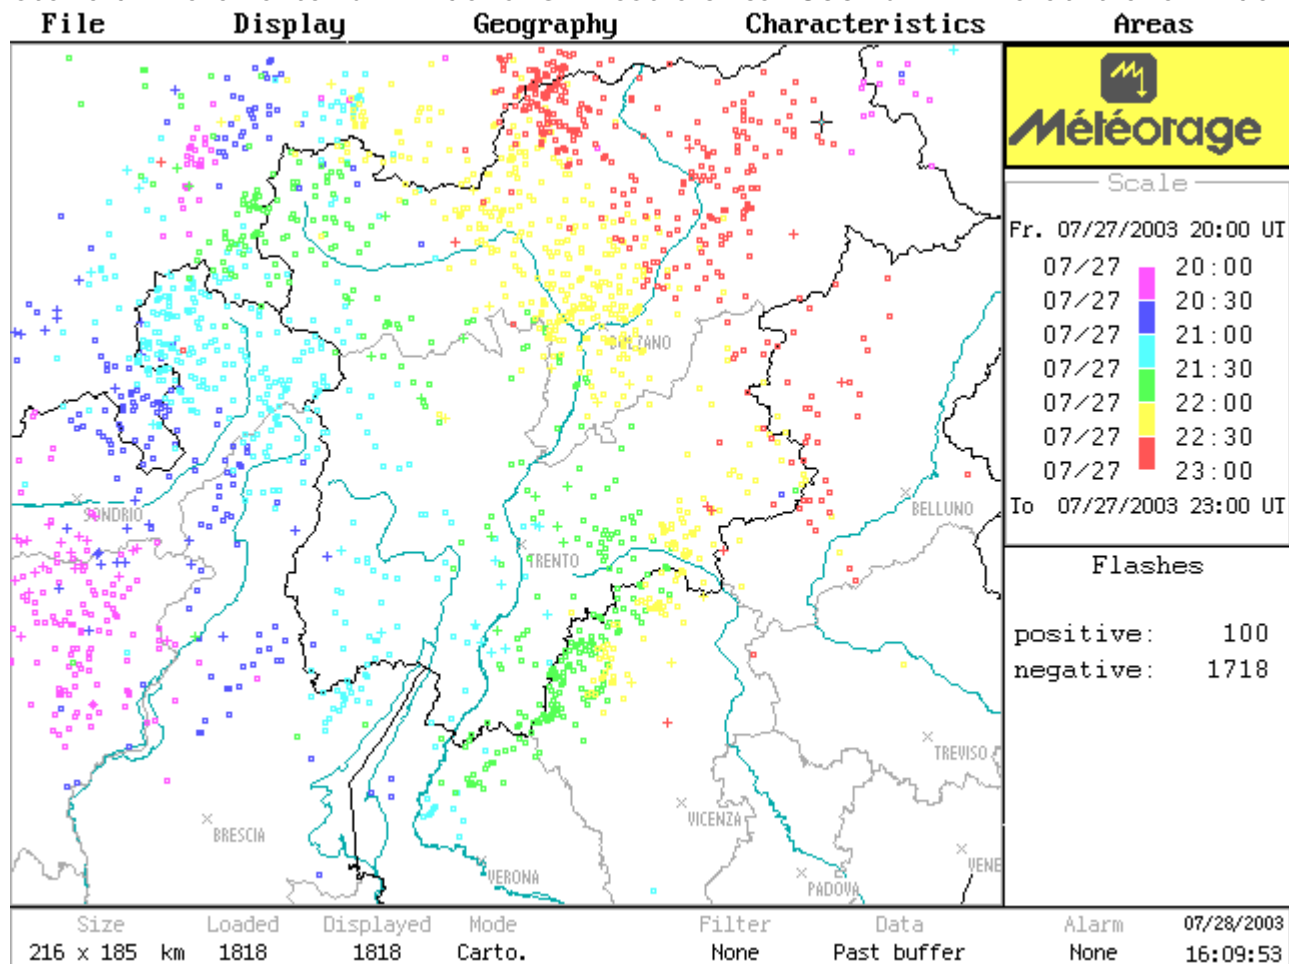 File Display Geography Characteristics Areas
Météorage
Scale
Fr. 07/27/2003 20:00 UT
07/27 20:00
07/27 20:30
07/27 21:00
07/27 21:30
07/27 22:00
07/27 22:30
07/27 23:00
To 07/27/2003 23:00 UT
Flashes
positive: 100
negative: 1718
BOLZANO
SONDRIO
BELLUNO
TRENTO
TREVISO
BRESCIA
VICENZA
VERONA
PADOVA
VENE
Size Loaded Displayed Mode Filter Data Alarm 07/28/2003
216 x 185 km 1818 1818 Carto. None Past buffer None 16:09:53